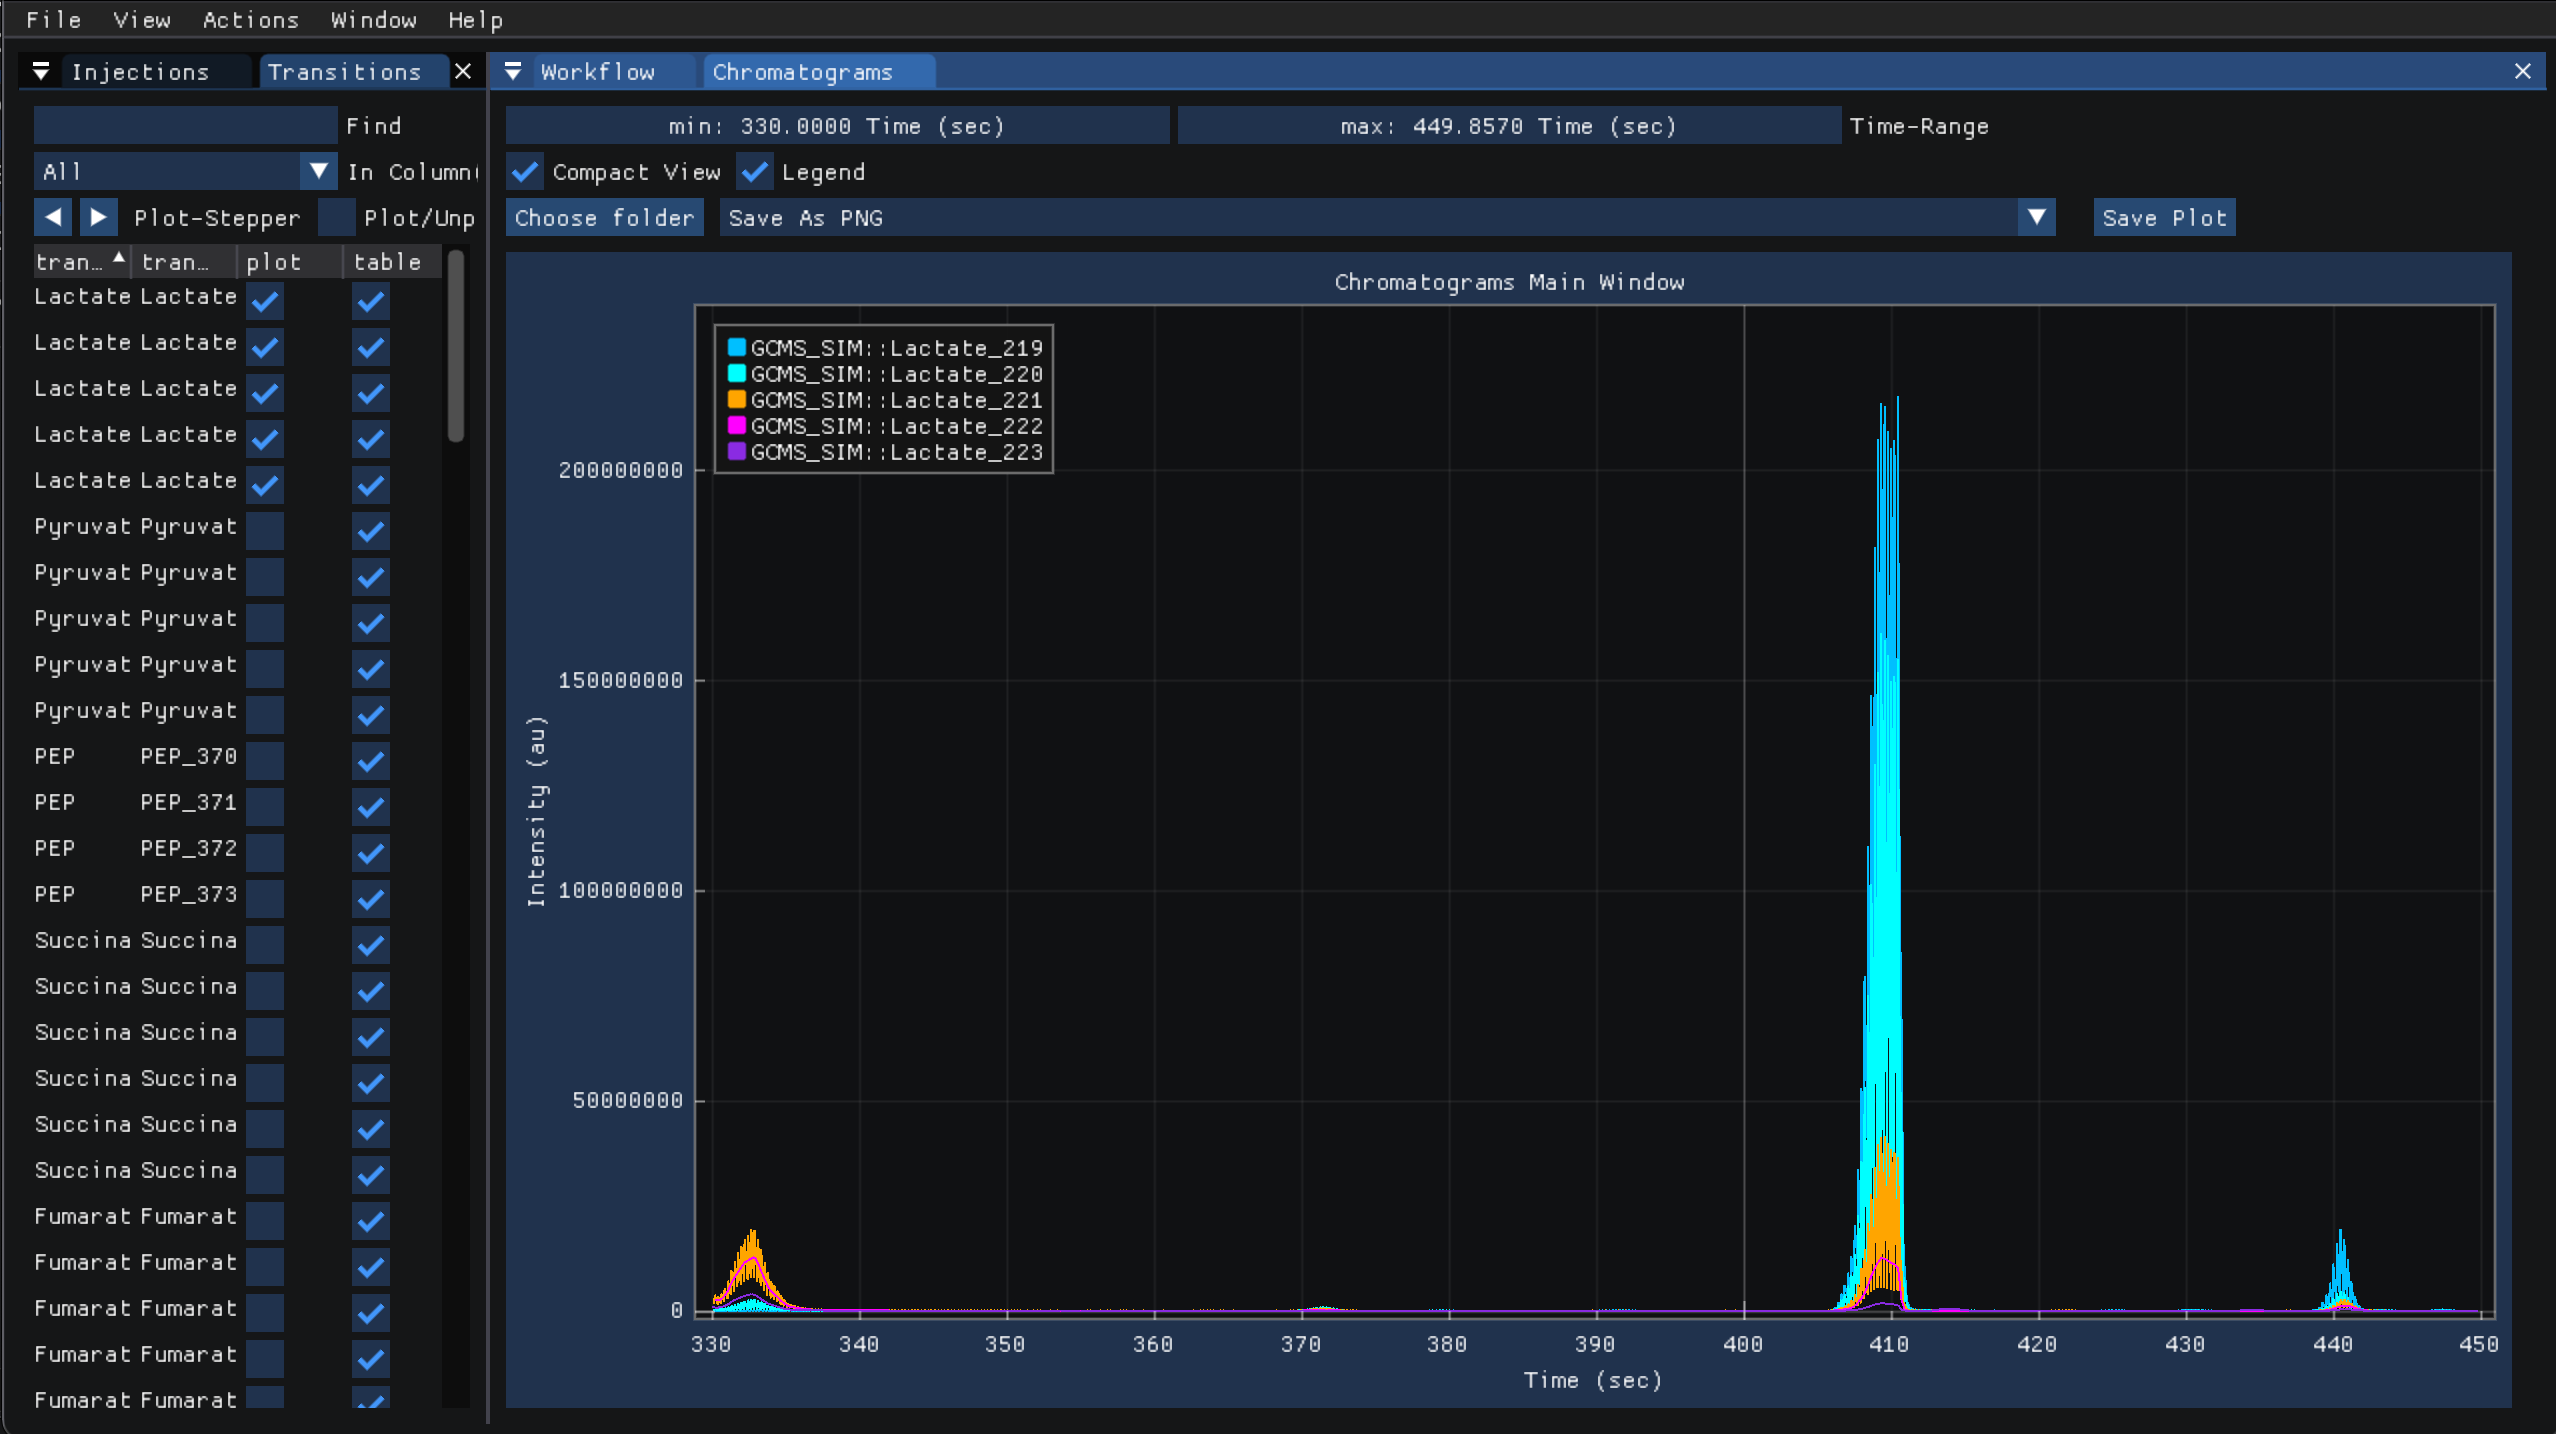 File View Actions Window Help
Injections Transitions
Workflow Chromatograms
Find
All In Column(
Plot-Stepper Plot/Unp
tran… tran… plot table
Lactate Lactate
Lactate Lactate
Lactate Lactate
Lactate Lactate
Lactate Lactate
Pyruvat Pyruvat
Pyruvat Pyruvat
Pyruvat Pyruvat
Pyruvat Pyruvat
Pyruvat Pyruvat
PEP PEP_370
PEP PEP_371
PEP PEP_372
PEP PEP_373
Succina Succina
Succina Succina
Succina Succina
Succina Succina
Succina Succina
Succina Succina
Fumarat Fumarat
Fumarat Fumarat
Fumarat Fumarat
Fumarat Fumarat
Fumarat Fumarat
min: 330.0000 Time (sec) max: 449.8570 Time (sec) Time-Range
Compact View Legend
Choose folder Save As PNG Save Plot
Chromatograms Main Window
GCMS_SIM::Lactate_219
GCMS_SIM::Lactate_220
GCMS_SIM::Lactate_221
GCMS_SIM::Lactate_222
GCMS_SIM::Lactate_223
200000000
150000000
100000000
50000000
0
Intensity (au)
330 340 350 360 370 380 390 400 410 420 430 440 450
Time (sec)